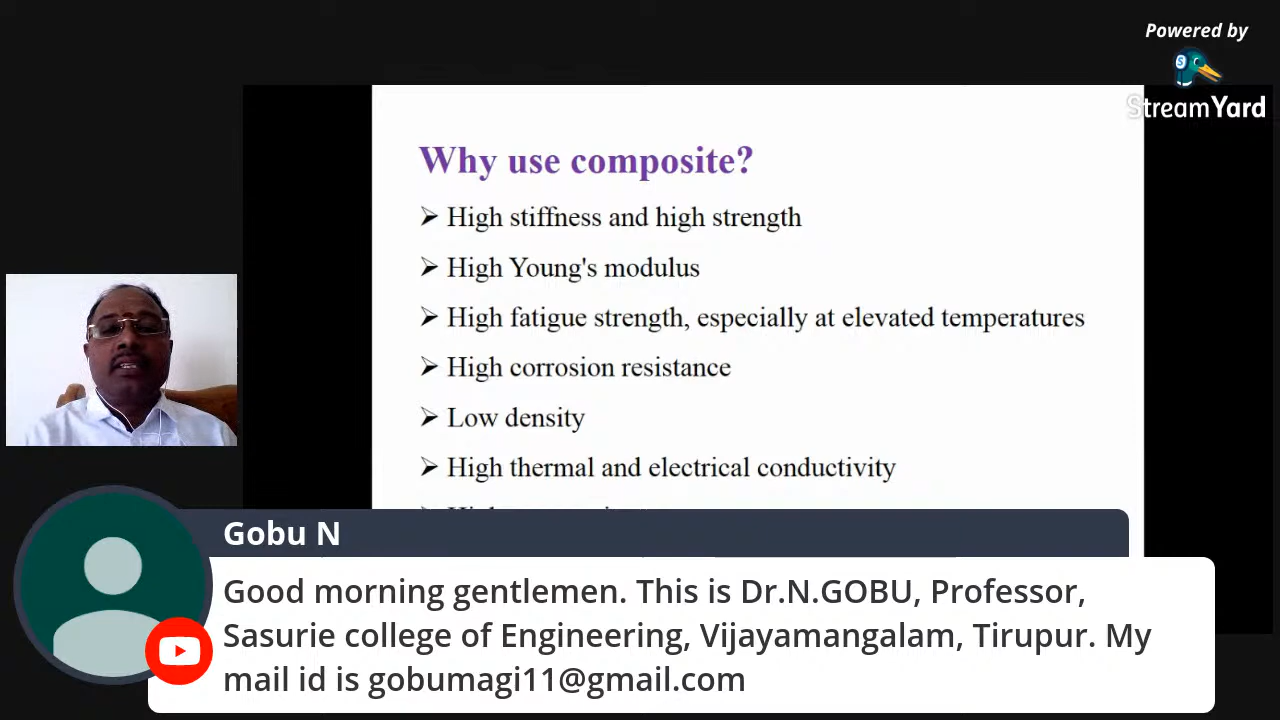 Powered by
StreamYard
Why use composite?
➤ High stiffness and high strength
➤ High Young's modulus
➤ High fatigue strength, especially at elevated temperatures
➤ High corrosion resistance
➤ Low density
➤ High thermal and electrical conductivity
Gobu N
Good morning gentlemen. This is Dr.N.GOBU, Professor,
Sasurie college of Engineering, Vijayamangalam, Tirupur. My
mail id is gobumagi11@gmail.com